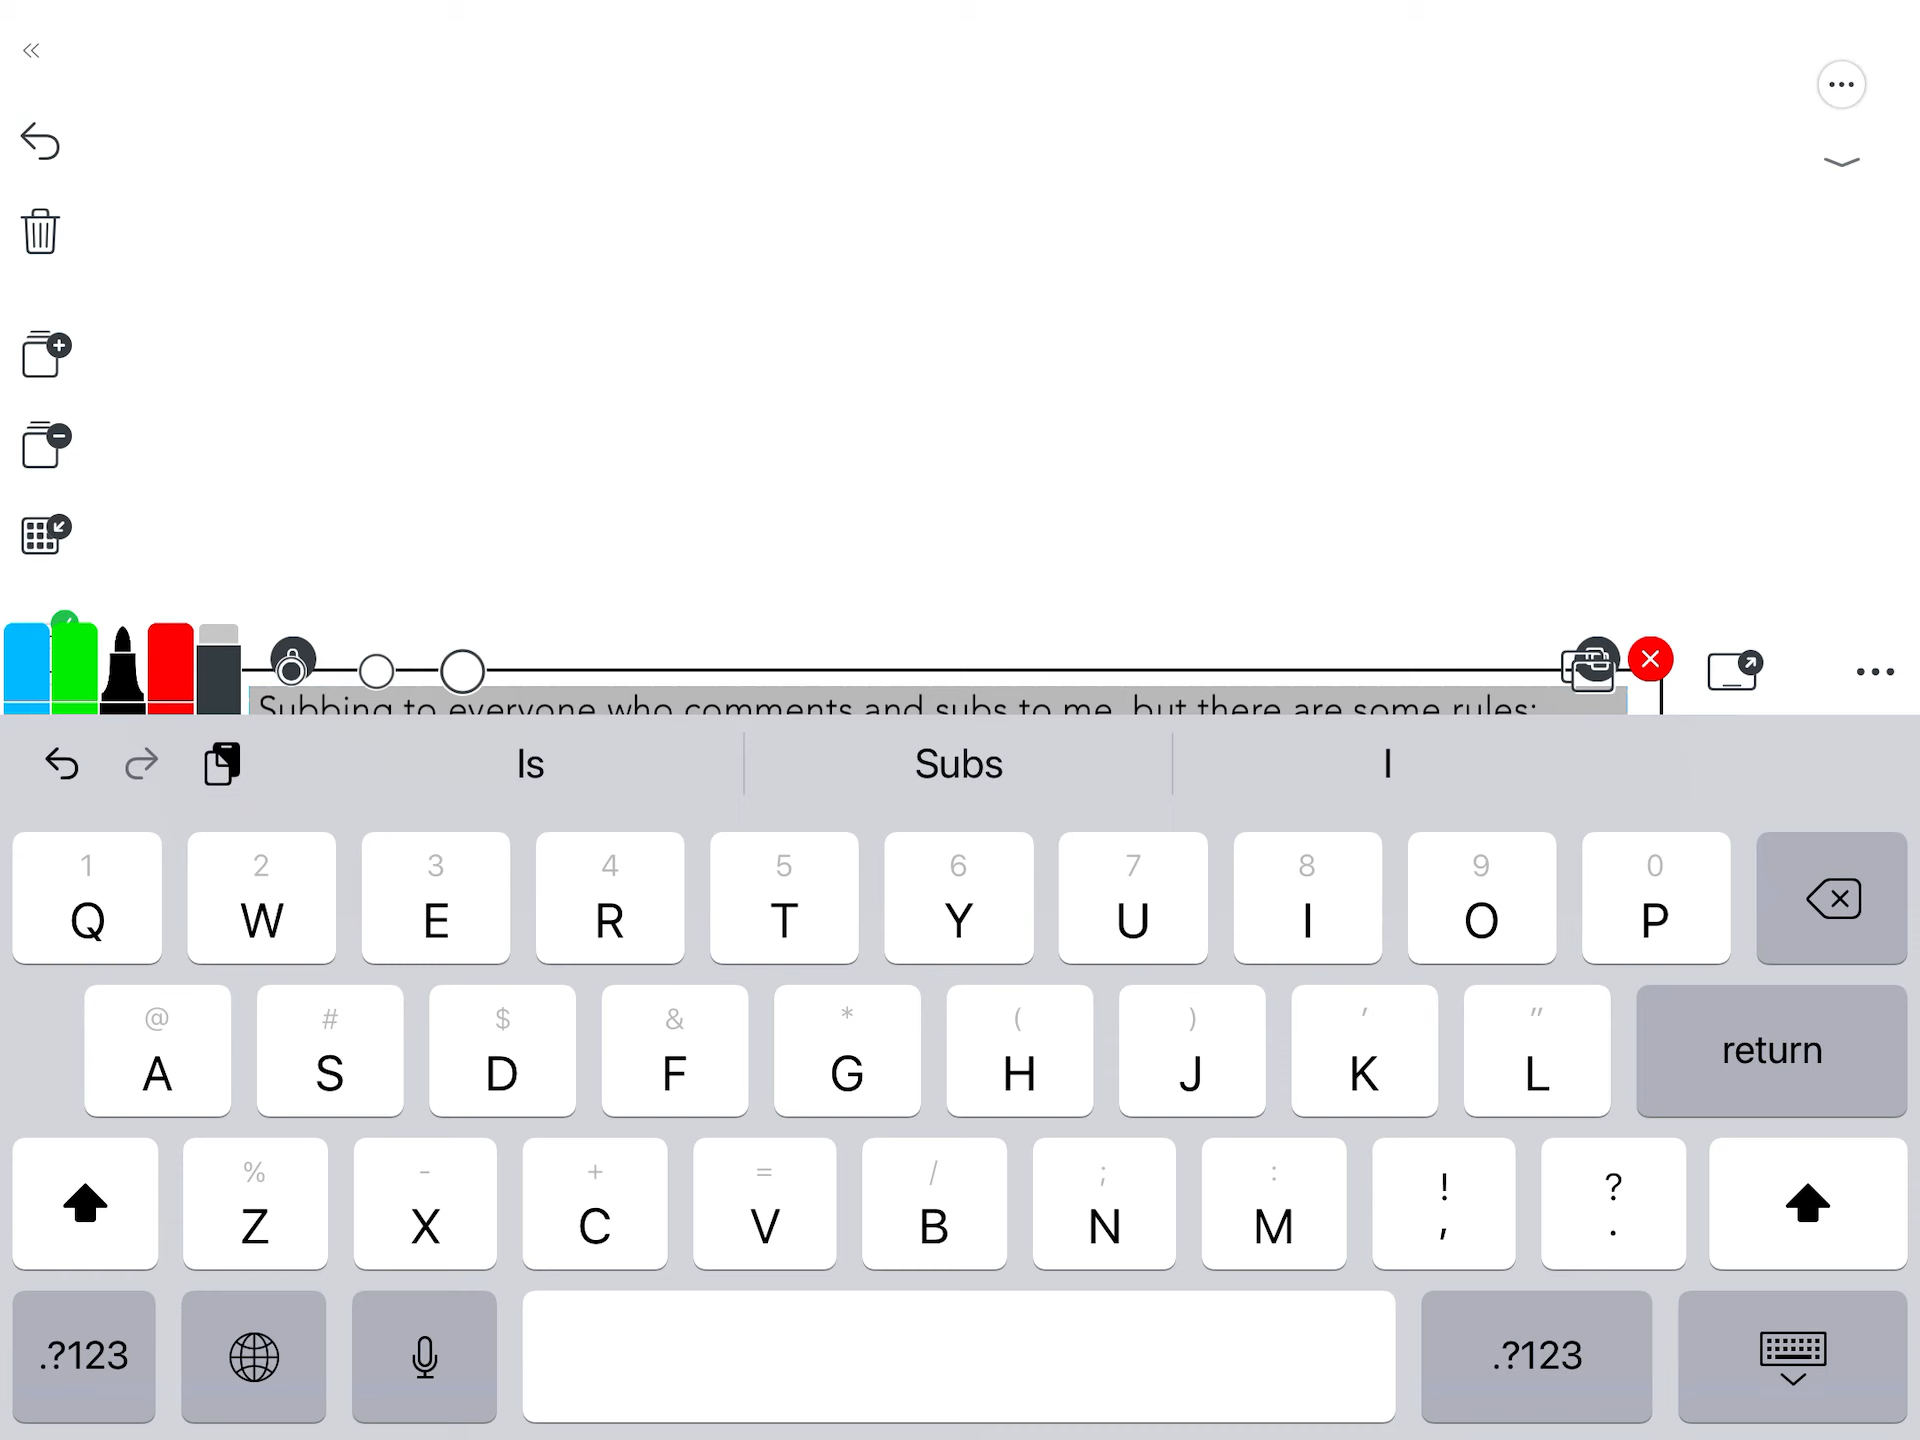 Subbing to everyone who comments and subs to me, but there are some rules:
Is Subs I
1 2 3 4 5 6 7 8 9 0
Q W E R T Y U I O P
@ # $ & * ( ) ′ ″
A S D F G H J K L return
% - + = / ; : ! ?
Z X C V B N M , .
.?123 .?123